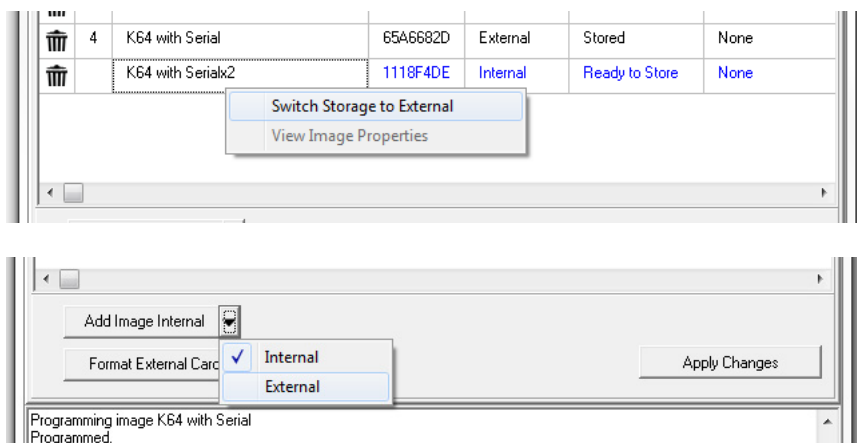 4 K64 with Serial 65A6682D External Stored None
K64 with Serialx2 1118F4DE Internal Ready to Store None
Switch Storage to External
View Image Properties
Add Image Internal
Internal
Format External Card
Apply Changes
External
Programming image K64 with Serial
Programmed.